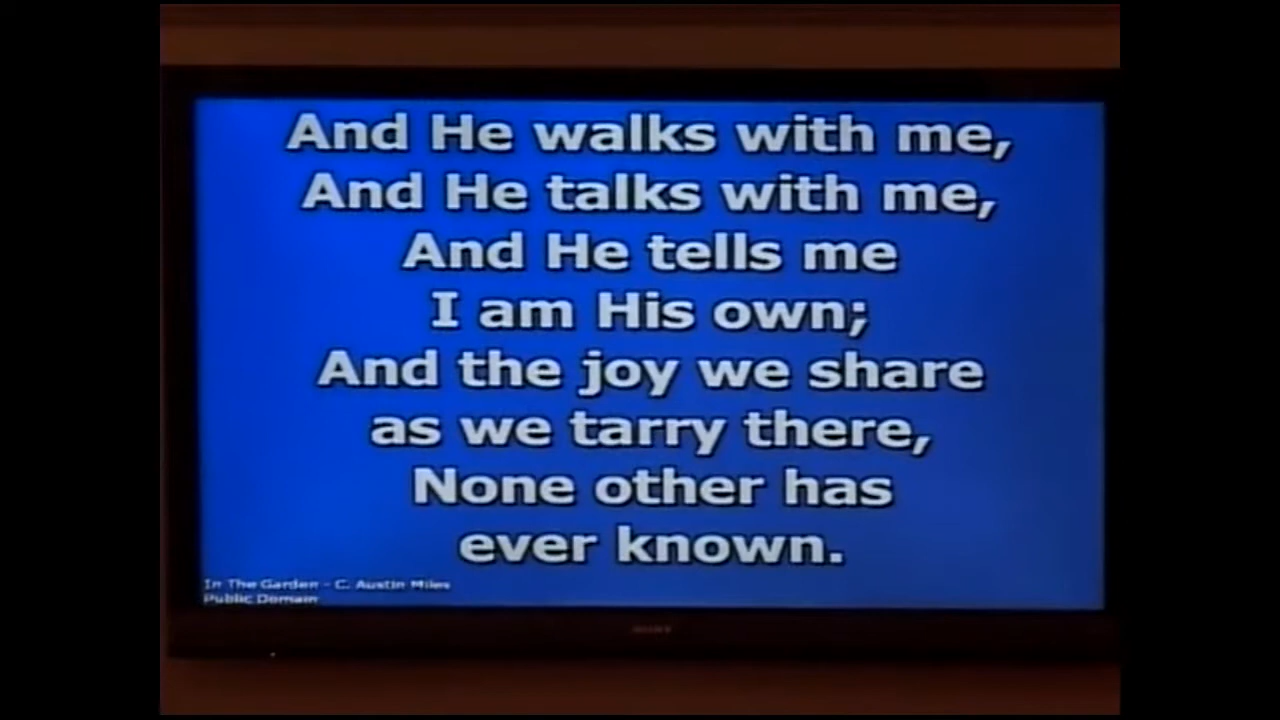 And He walks with me,
And He talks with me,
And He tells me
I am His own;
And the joy we share
as we tarry there,
None other has
ever known.
In The Garden - C. Austin Miles
Public Domain
SONY